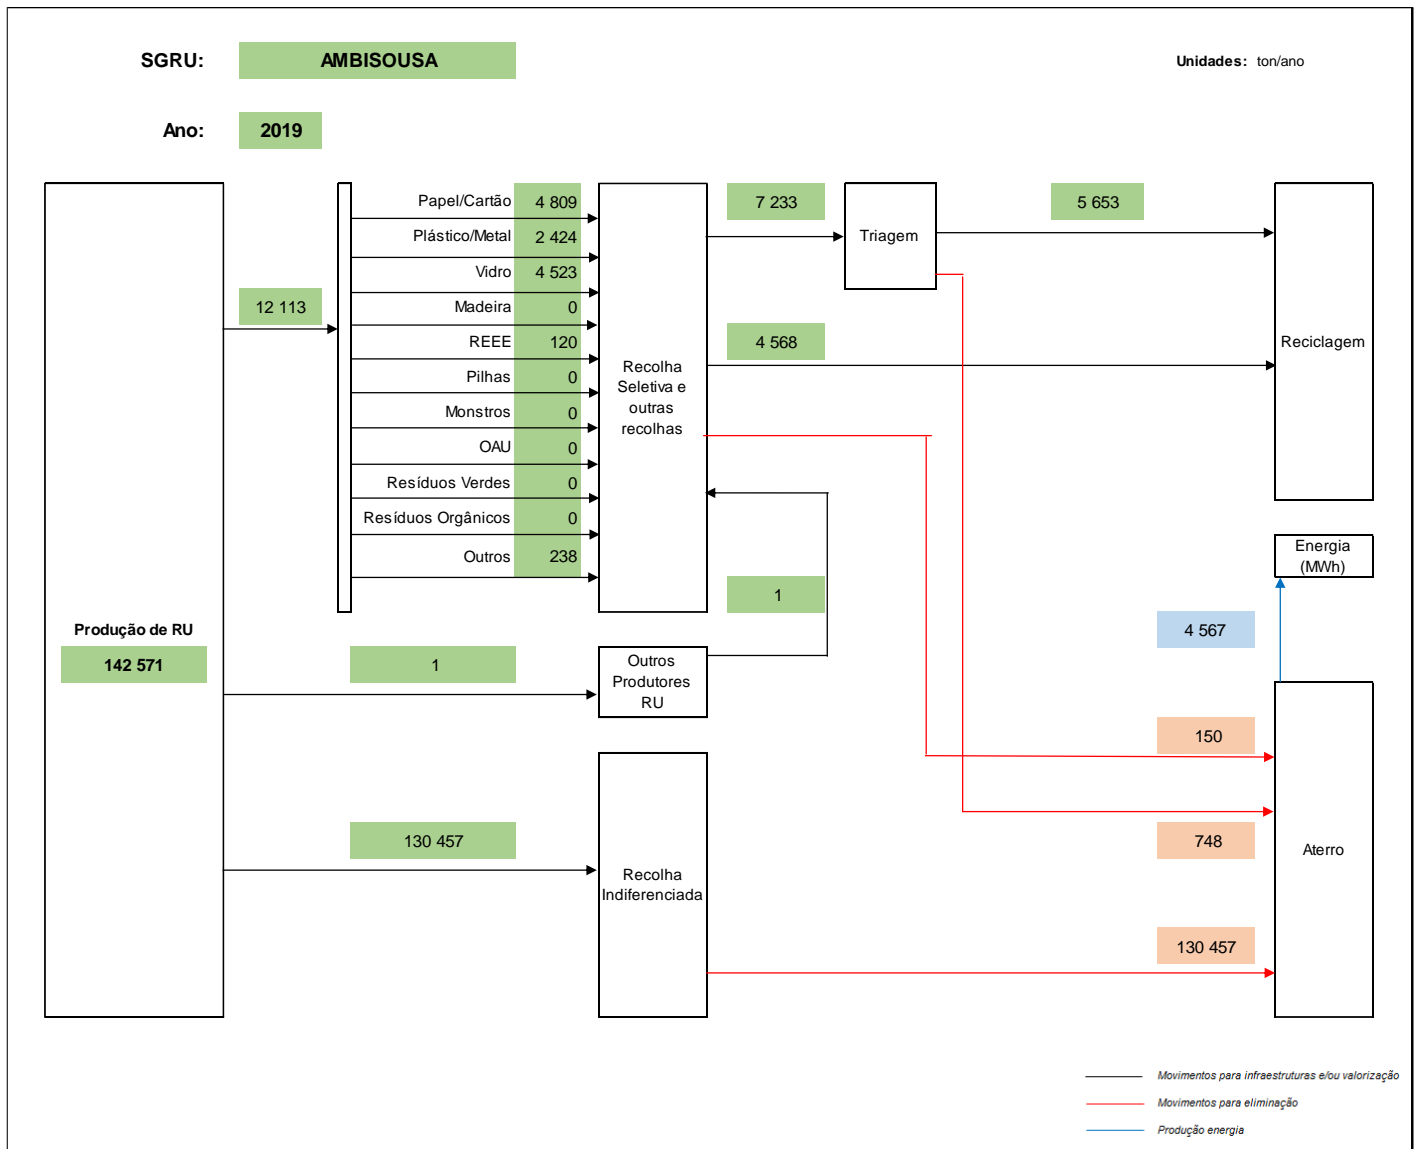 SGRU: AMBISOUSA
Unidades: ton/ano
Ano: 2019
Papel/Cartão 4 809
Plástico/Metal 2 424
Vidro 4 523
Madeira 0
REEE 120
Pilhas 0
Monstros 0
OAU 0
Resíduos Verdes 0
Resíduos Orgânicos 0
Outros 238
12 113
7 233
Triagem
5 653
4 568
Recolha
Seletiva e
outras
recolhas
Reciclagem
Energia
(MWh)
1
4 567
Produção de RU
142 571
1
Outros
Produtores
RU
150
748
Aterro
130 457
Recolha
Indiferenciada
130 457
Movimentos para infraestruturas e/ou valorização
Movimentos para eliminação
Produção energia